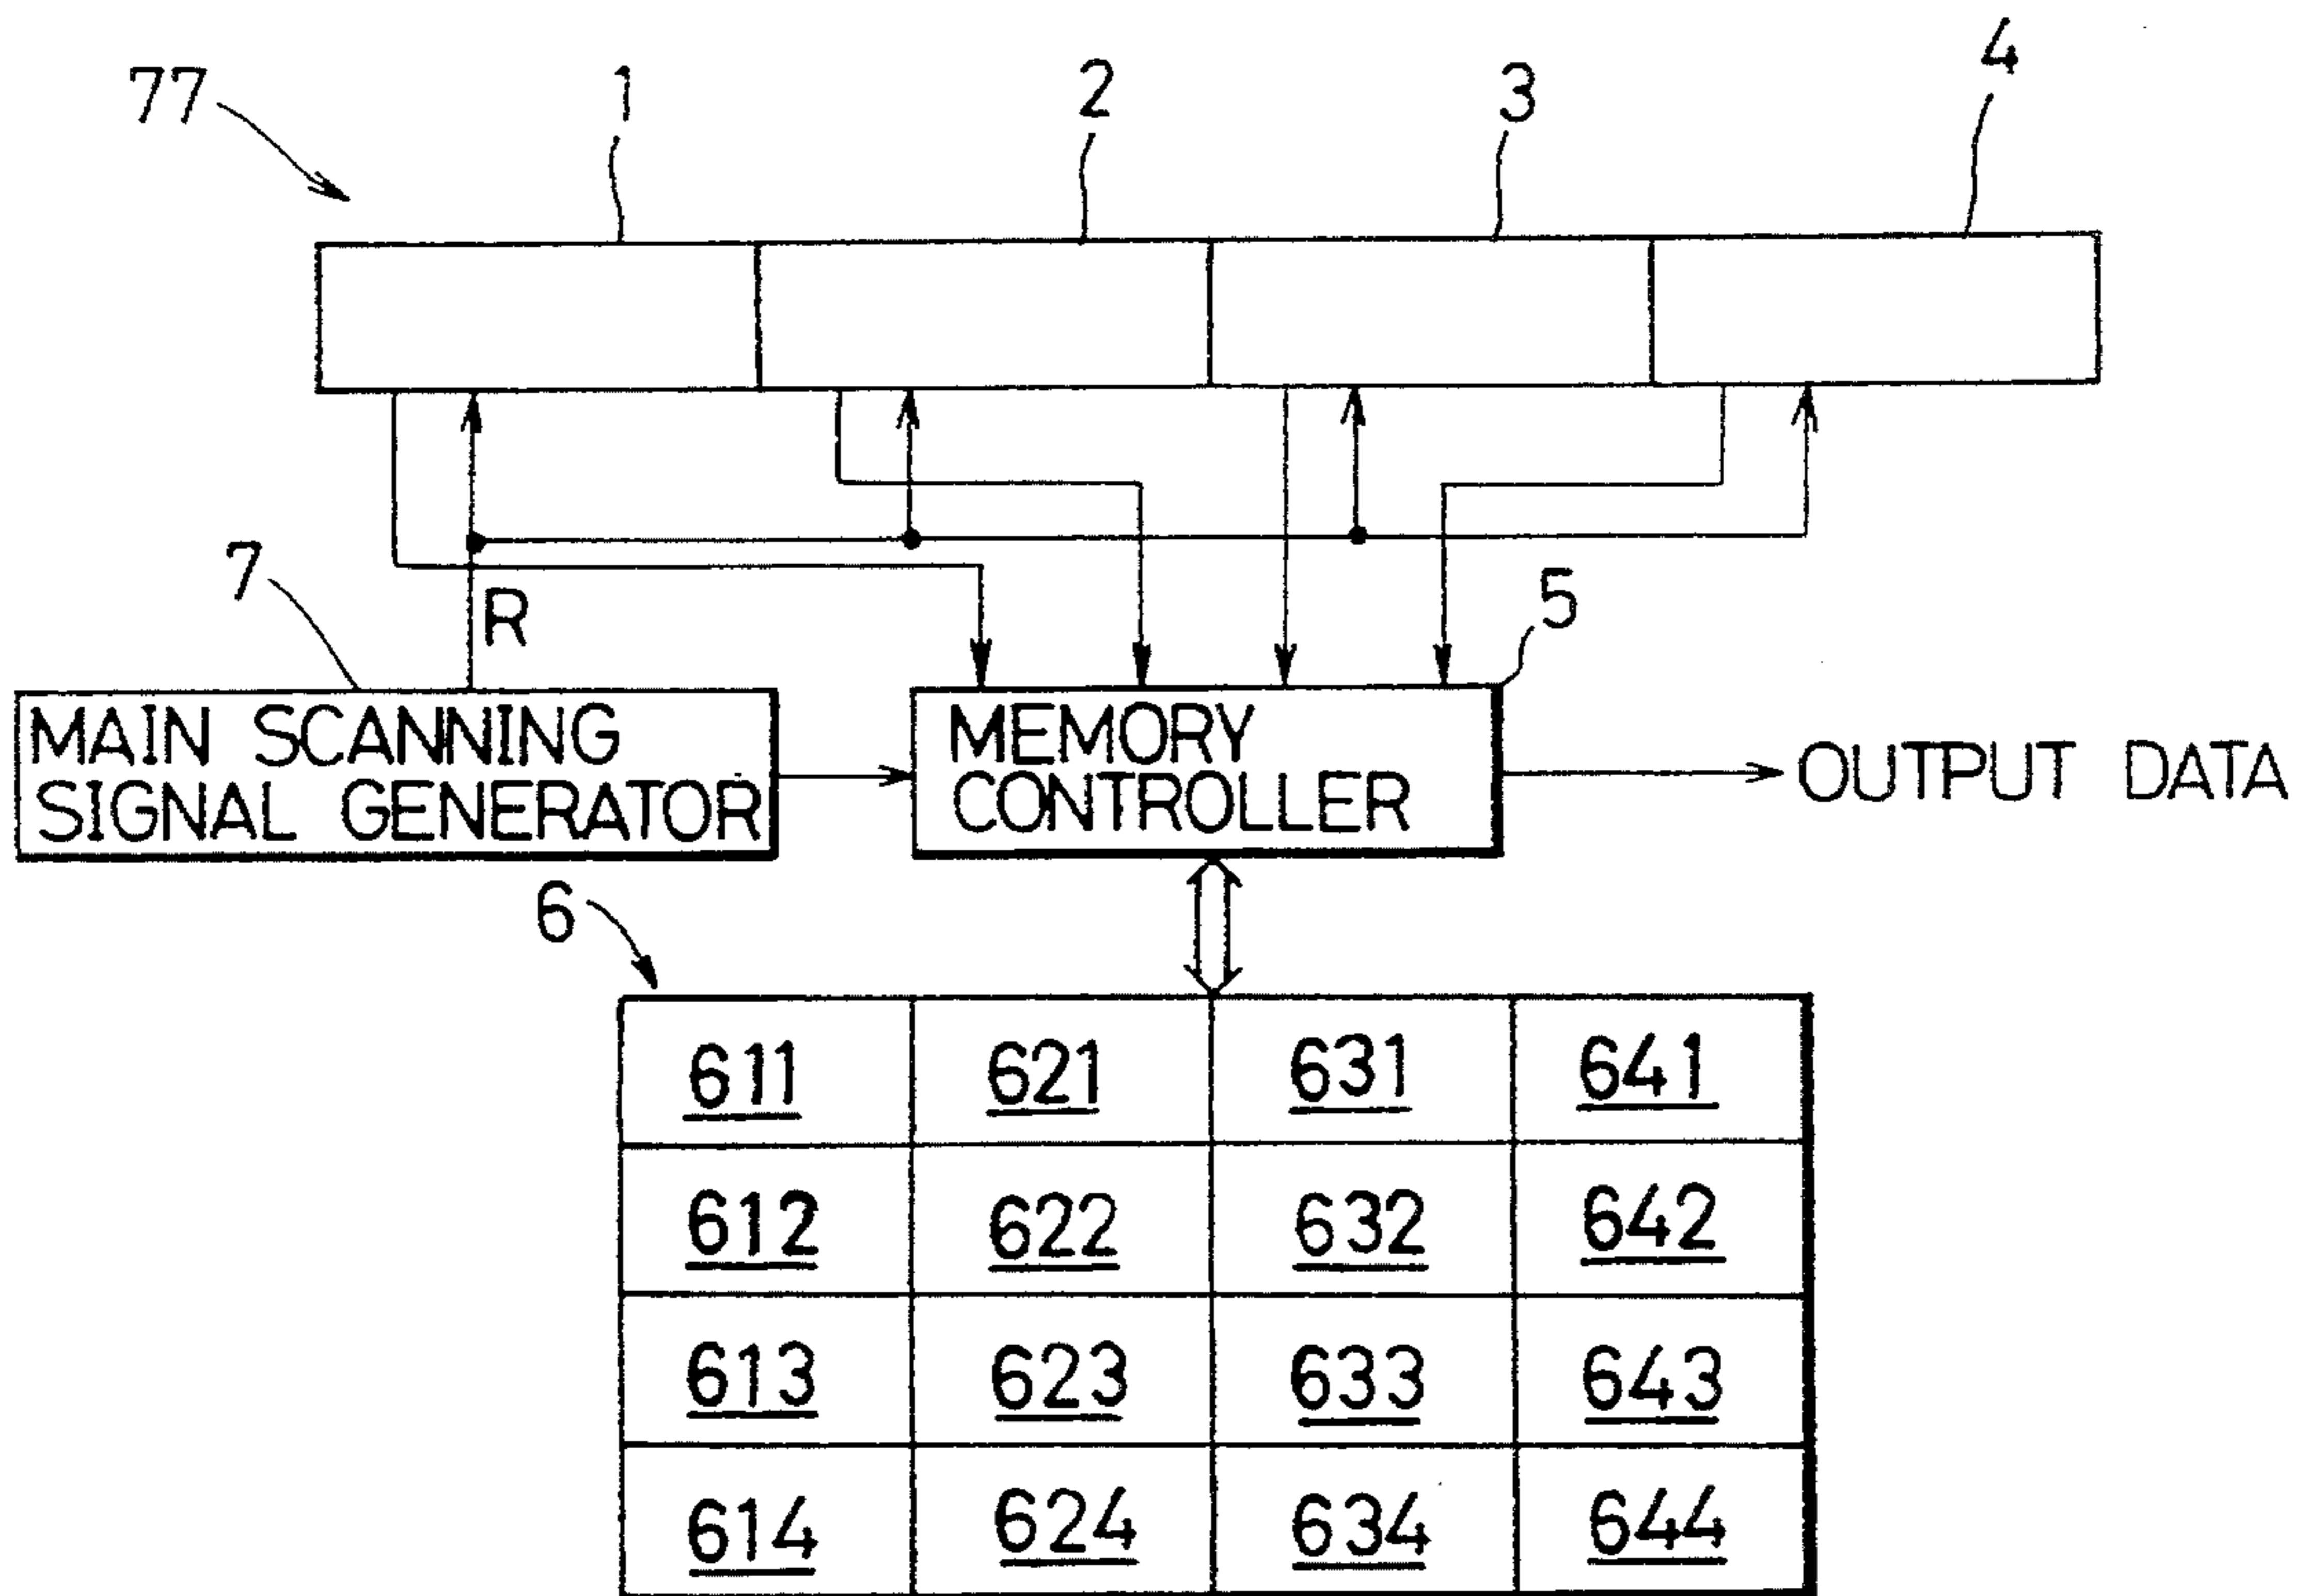 77
1
2
3
4
7
R
5
MAIN SCANNING
SIGNAL GENERATOR
MEMORY
CONTROLLER
OUTPUT DATA
6
611 621 631 641
612 622 632 642
613 623 633 643
614 624 634 644